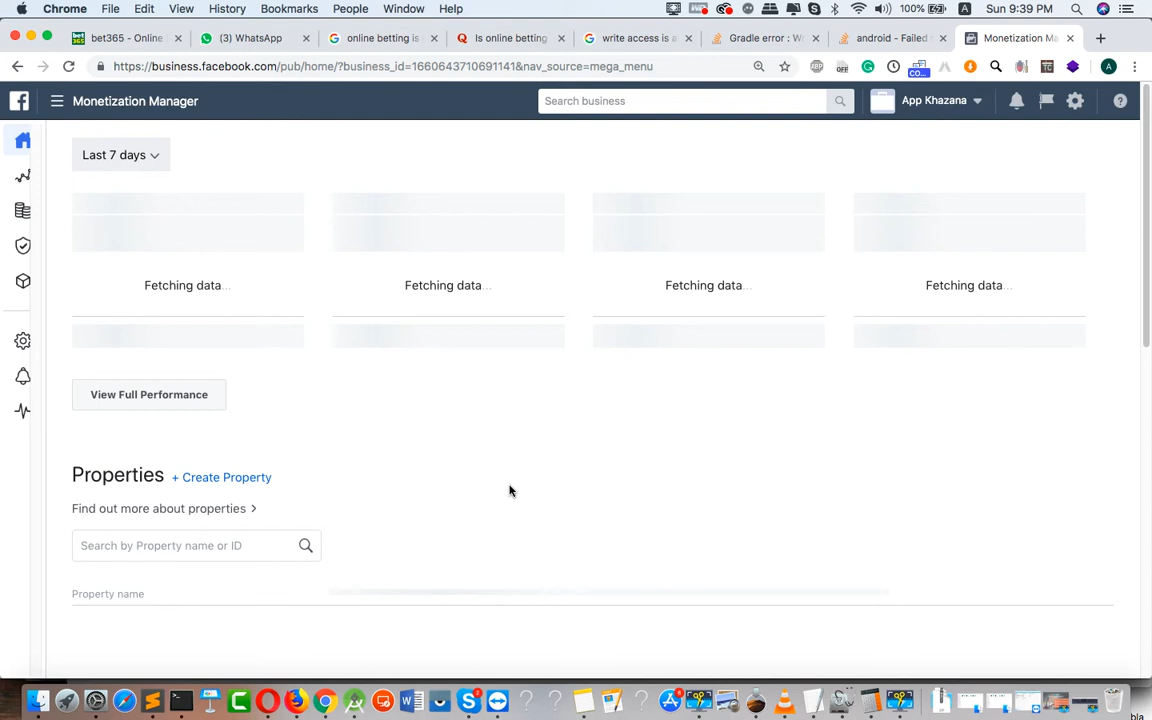 Chrome File Edit View History Bookmarks People Window Help 100% A Sun 9:39 PM
bet365 - Online (3) WhatsApp online betting is Is online betting write access is a Gradle error : W android - Failed Monetization Ma
https://business.facebook.com/pub/home/?business_id=1660643710691141&nav_source=mega_menu
Monetization Manager Search business App Khazana
Last 7 days
Fetching data... Fetching data... Fetching data... Fetching data...
View Full Performance
Properties + Create Property
Find out more about properties >
Search by Property name or ID
Property name
bla